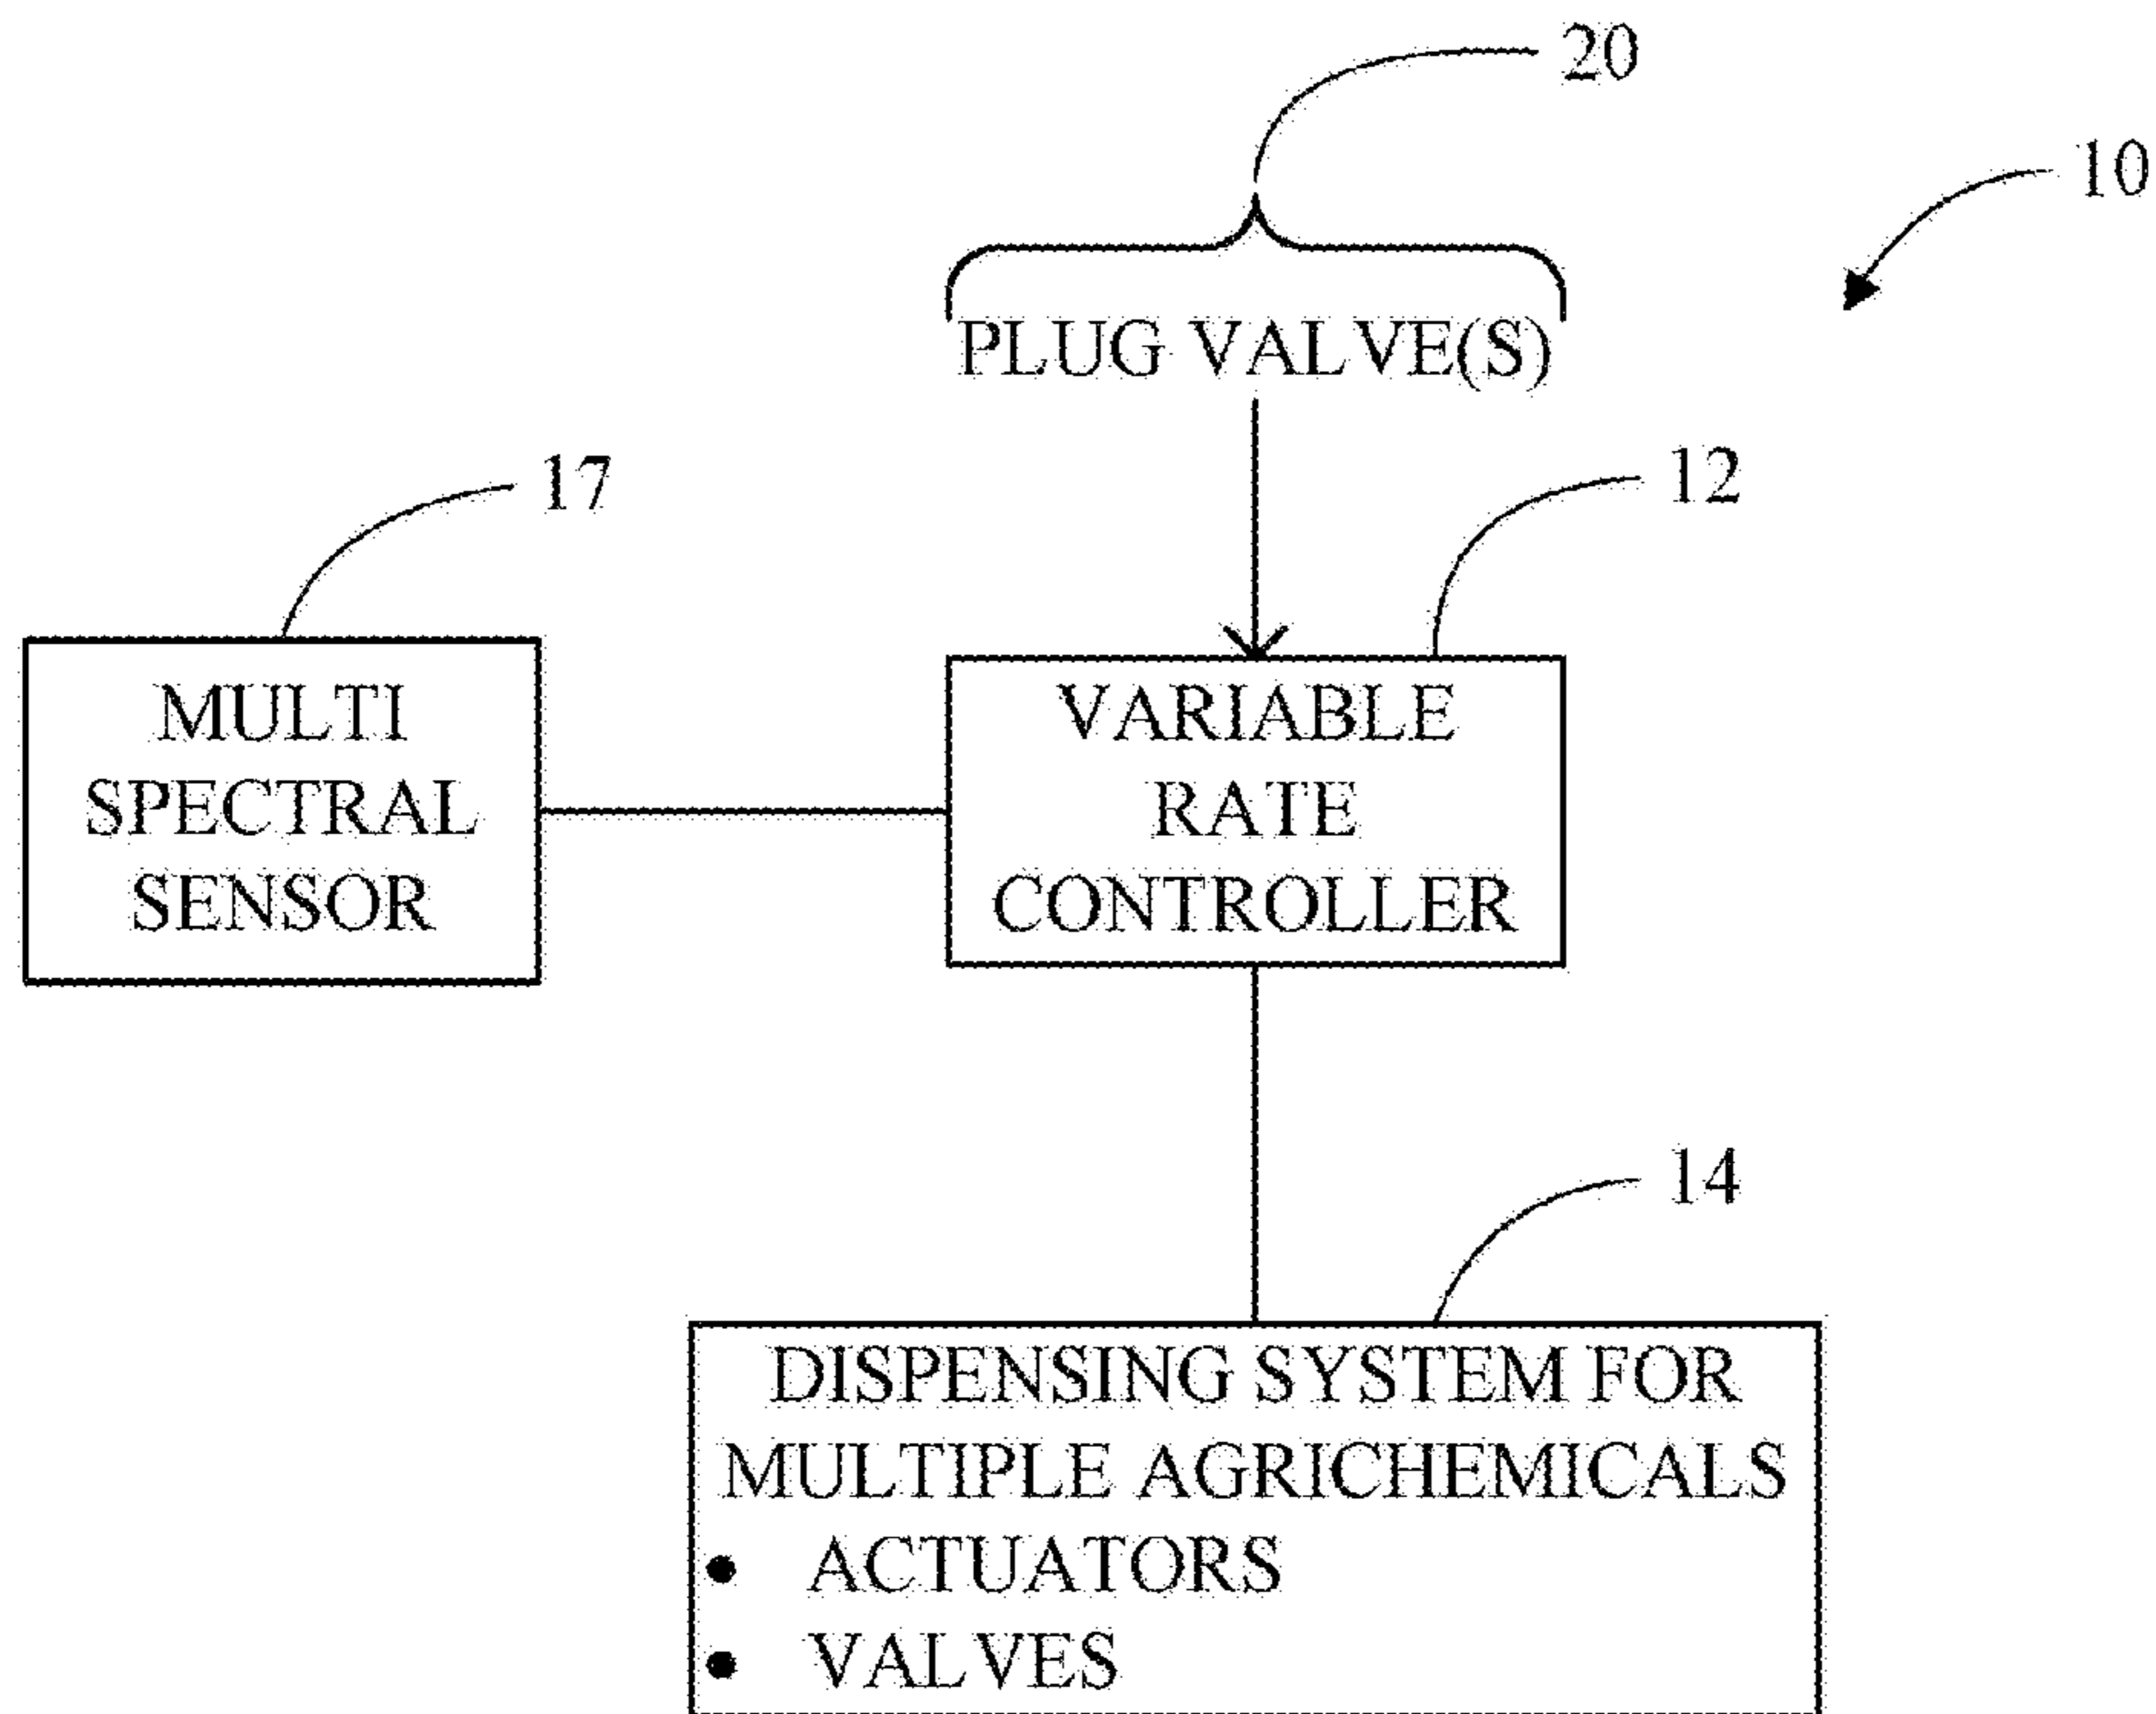 20
10
PLUG VALVE(S)
17
12
MULTI
SPECTRAL
SENSOR
VARIABLE
RATE
CONTROLLER
14
DISPENSING SYSTEM FOR
MULTIPLE AGRICHEMICALS
• ACTUATORS
• VALVES